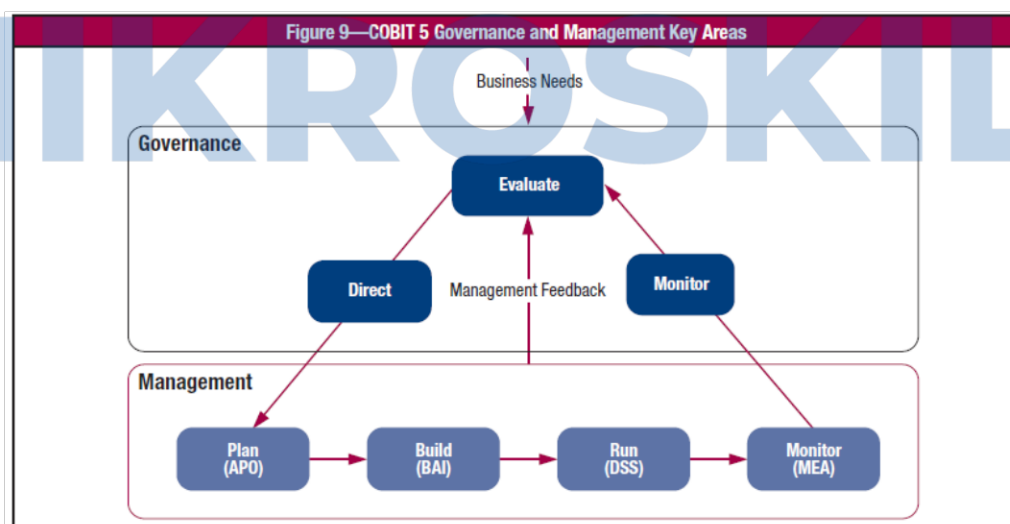 Figure 9—COBIT 5 Governance and Management Key Areas
IKROSKIL
Business Needs
Governance
Evaluate
Direct
Management Feedback
Monitor
Management
Plan
(APO)
Build
(BAI)
Run
(DSS)
Monitor
(MEA)